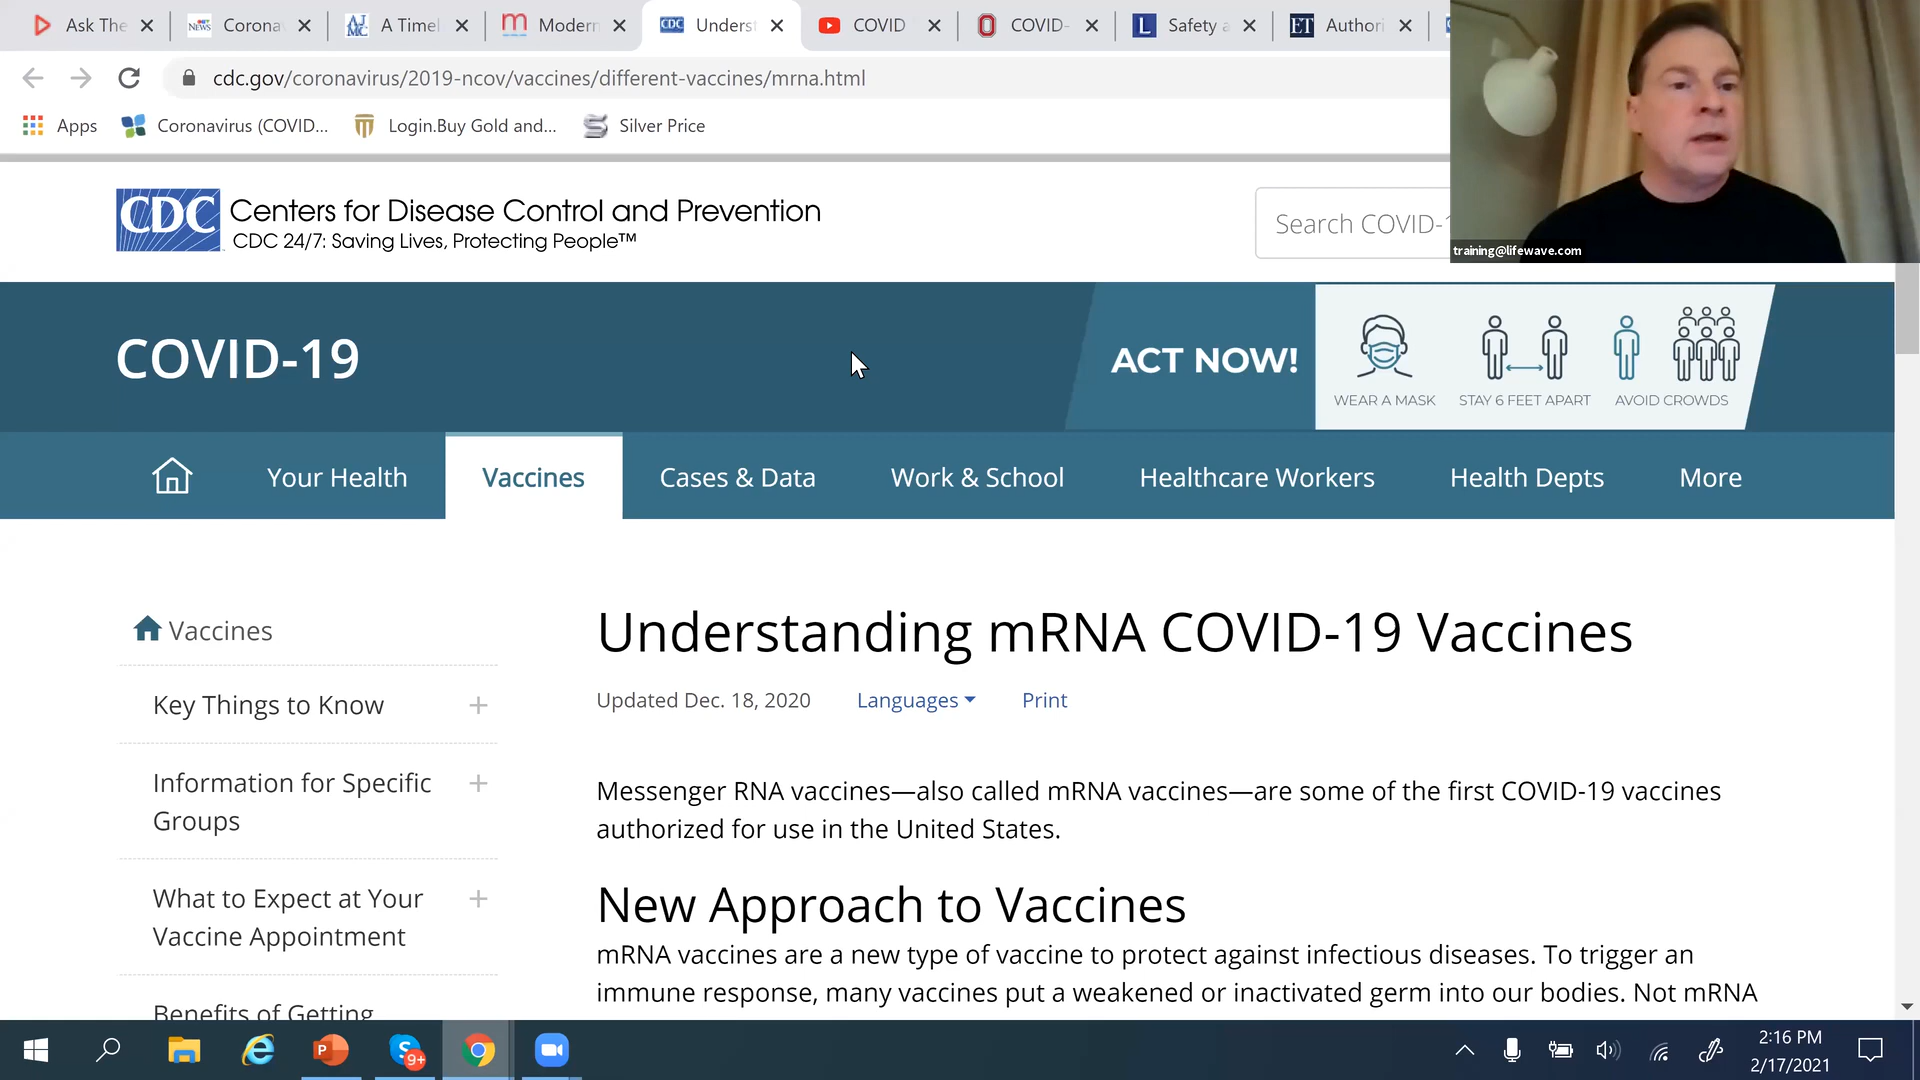 Ask The
Corona
A Timel
Modern
Underst
COVID
COVID-
Safety a
Authori
cdc.gov/coronavirus/2019-ncov/vaccines/different-vaccines/mrna.html
Apps
Coronavirus (COVID...
Login.Buy Gold and...
Silver Price
training@lifewave.com
CDC Centers for Disease Control and Prevention
CDC 24/7: Saving Lives, Protecting People™
Search COVID-1
COVID-19
ACT NOW!
WEAR A MASK
STAY 6 FEET APART
AVOID CROWDS
Your Health
Vaccines
Cases & Data
Work & School
Healthcare Workers
Health Depts
More
Vaccines
Key Things to Know
Information for Specific
Groups
What to Expect at Your
Vaccine Appointment
Benefits of Getting
Understanding mRNA COVID-19 Vaccines
Updated Dec. 18, 2020
Languages
Print
Messenger RNA vaccines—also called mRNA vaccines—are some of the first COVID-19 vaccines
authorized for use in the United States.
New Approach to Vaccines
mRNA vaccines are a new type of vaccine to protect against infectious diseases. To trigger an
immune response, many vaccines put a weakened or inactivated germ into our bodies. Not mRNA
9+
2:16 PM
2/17/2021